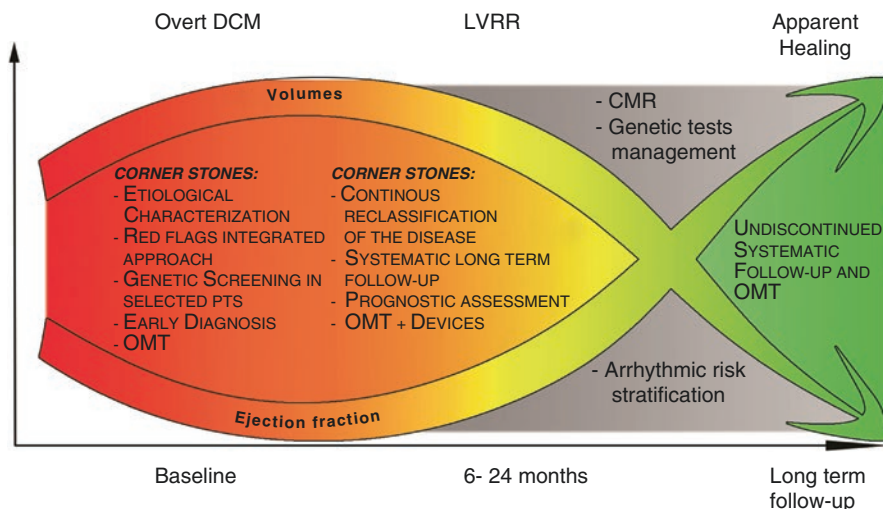 Overt DCM
LVRR
Apparent
Healing
Volumes
- CMR
- Genetic tests
management
CORNER STONES:
- ETIOLOGICAL
CHARACTERIZATION
- RED FLAGS INTEGRATED
APPROACH
- GENETIC SCREENING IN
SELECTED PTS
- EARLY DIAGNOSIS
- OMT
CORNER STONES:
- CONTINOUS
RECLASSIFICATION
OF THE DISEASE
- SYSTEMATIC LONG TERM
FOLLOW-UP
- PROGNOSTIC ASSESSMENT
- OMT + DEVICES
UNDISCONTINUED
SYSTEMATIC
FOLLOW-UP AND
OMT
- Arrhythmic risk
stratification
Ejection fraction
Baseline
6- 24 months
Long term
follow-up